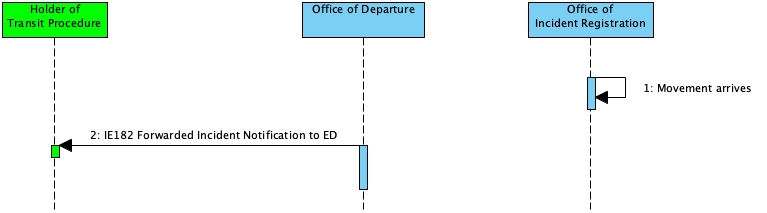 Holder of
Transit Procedure
Office of Departure
Office of
Incident Registration
1: Movement arrives
2: IE182 Forwarded Incident Notification to ED